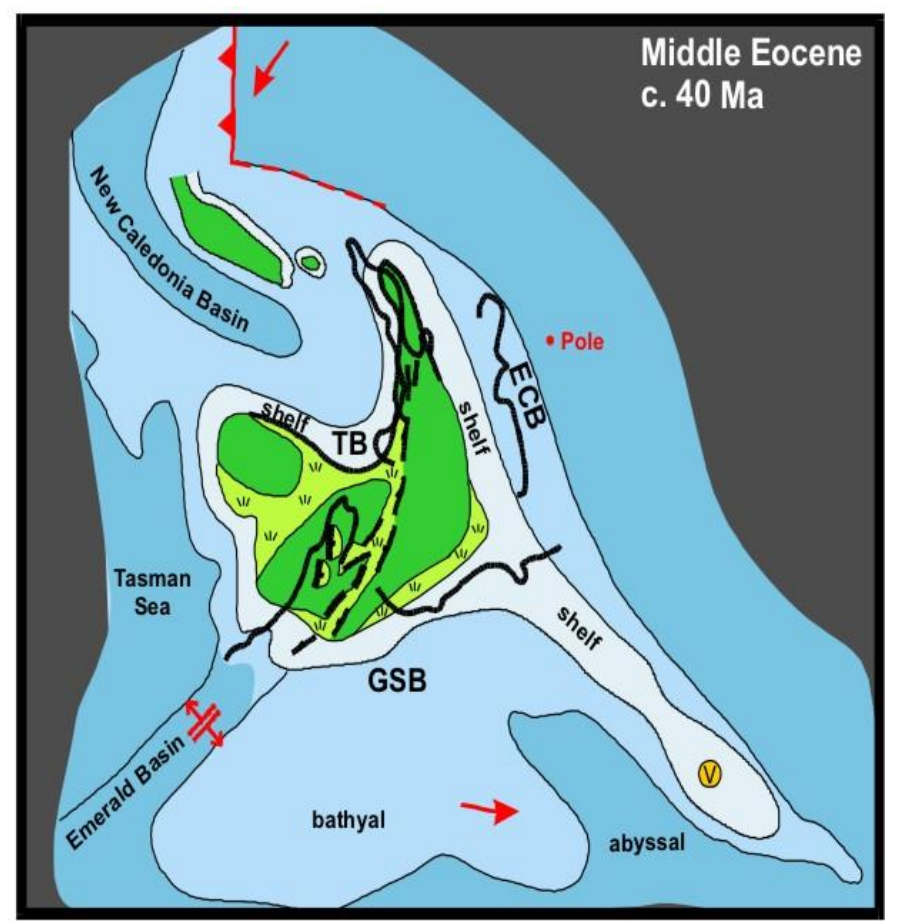 Middle Eocene
c. 40 Ma
New Caledonia Basin
Pole
ECB
shelf
shelf
TB
Tasman
Sea
shelf
GSB
Emerald Basin
V
bathyal
abyssal